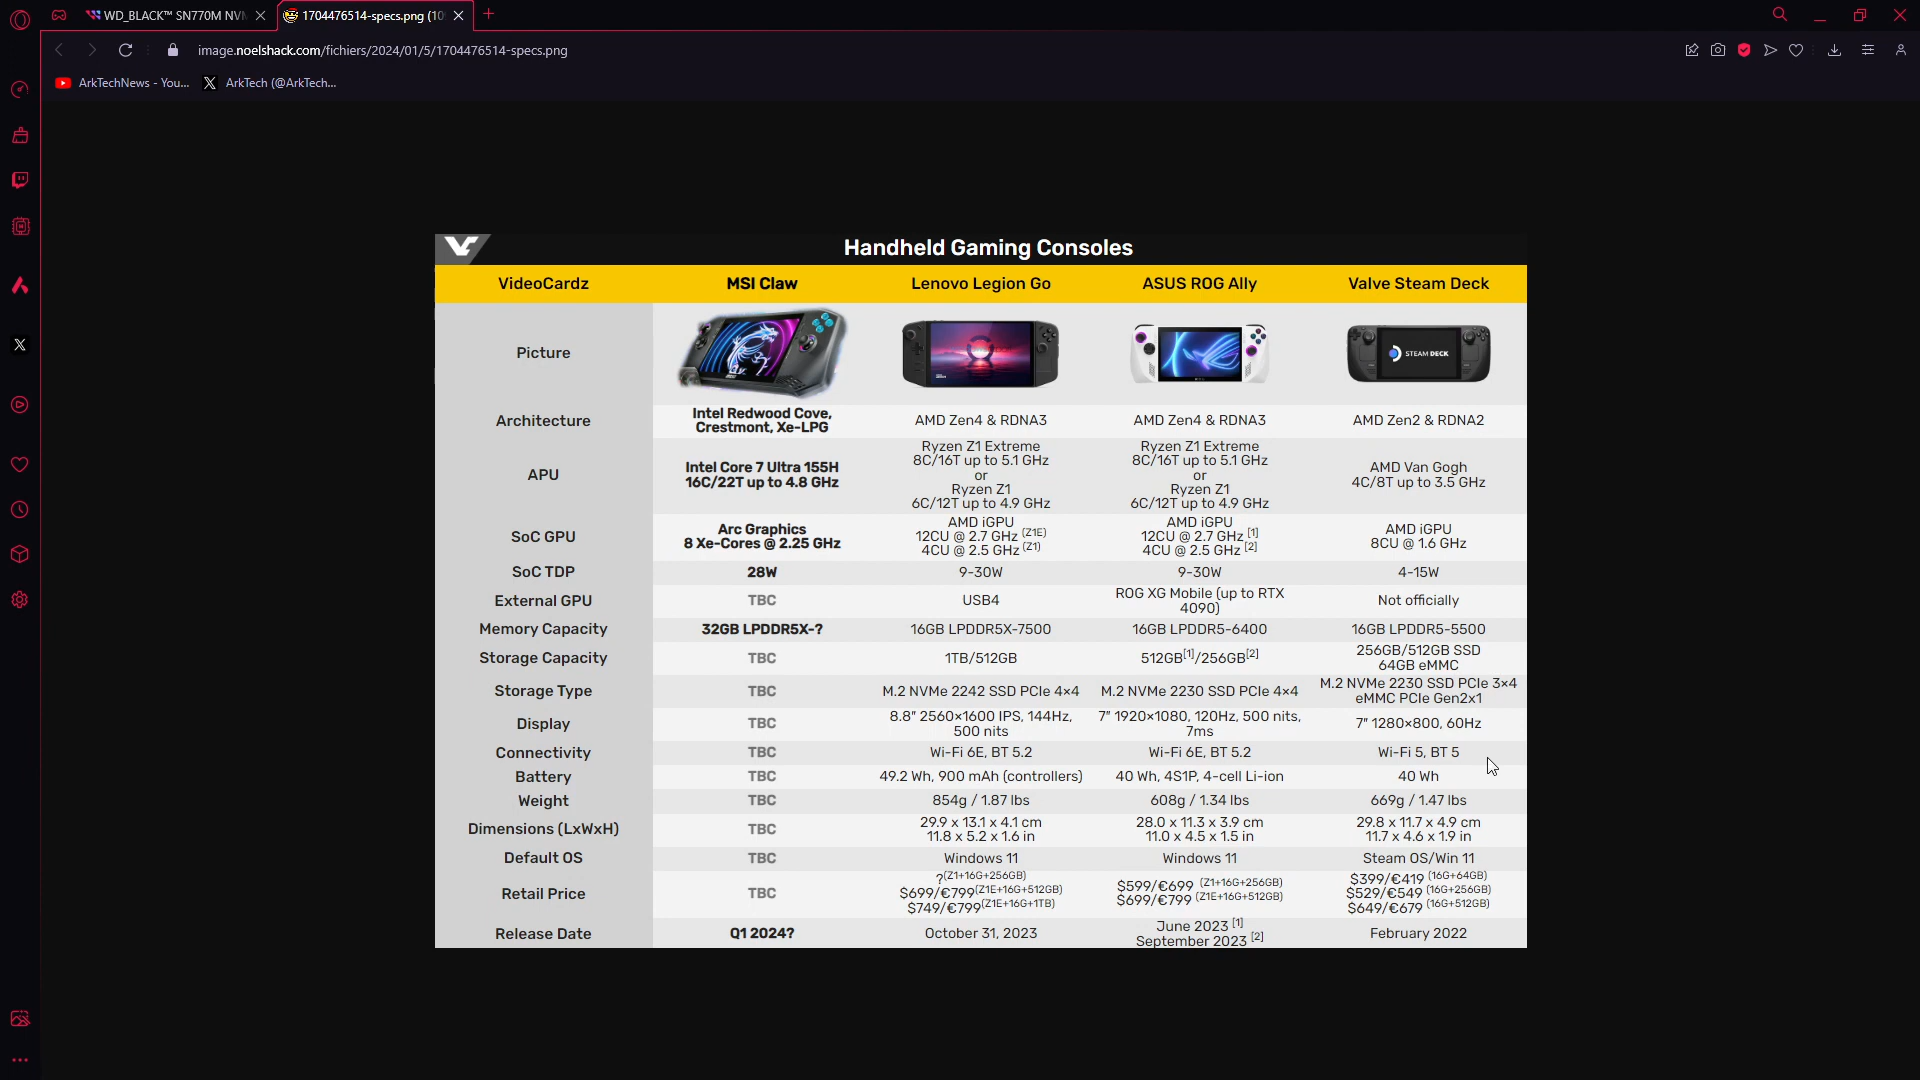 WD_BLACK™ SN770M NVM
1704476514-specs.png (10
image.noelshack.com/fichiers/2024/01/5/1704476514-specs.png
ArkTechNews - You...
ArkTech (@ArkTech...
Handheld Gaming Consoles
VideoCardz MSI Claw Lenovo Legion Go ASUS ROG Ally Valve Steam Deck
Picture
STEAM DECK
Architecture
Intel Redwood Cove,
Crestmont, Xe-LPG
AMD Zen4 & RDNA3
AMD Zen4 & RDNA3
AMD Zen2 & RDNA2
APU
Intel Core 7 Ultra 155H
16C/22T up to 4.8 GHz
Ryzen Z1 Extreme
8C/16T up to 5.1 GHz
or
Ryzen Z1
6C/12T up to 4.9 GHz
Ryzen Z1 Extreme
8C/16T up to 5.1 GHz
or
Ryzen Z1
6C/12T up to 4.9 GHz
AMD Van Gogh
4C/8T up to 3.5 GHz
SoC GPU
Arc Graphics
8 Xe-Cores @ 2.25 GHz
AMD iGPU
12CU @ 2.7 GHz (Z1E)
4CU @ 2.5 GHz (Z1)
AMD iGPU
12CU @ 2.7 GHz [1]
4CU @ 2.5 GHz [2]
AMD iGPU
8CU @ 1.6 GHz
SoC TDP 28W 9-30W 9-30W 4-15W
External GPU
TBC
USB4
ROG XG Mobile (up to RTX
4090)
Not officially
Memory Capacity 32GB LPDDR5X-? 16GB LPDDR5X-7500 16GB LPDDR5-6400 16GB LPDDR5-5500
Storage Capacity
TBC
1TB/512GB
512GB[1]/256GB[2]
256GB/512GB SSD
64GB eMMC
Storage Type
TBC
M.2 NVMe 2242 SSD PCIe 4×4
M.2 NVMe 2230 SSD PCIe 4×4
M.2 NVMe 2230 SSD PCIe 3×4
eMMC PCIe Gen2x1
Display
TBC
8.8″ 2560×1600 IPS, 144Hz,
500 nits
7″ 1920×1080, 120Hz, 500 nits,
7ms
7″ 1280×800, 60Hz
Connectivity TBC Wi-Fi 6E, BT 5.2 Wi-Fi 6E, BT 5.2 Wi-Fi 5, BT 5
Battery TBC 49.2 Wh, 900 mAh (controllers) 40 Wh, 4S1P, 4-cell Li-ion 40 Wh
Weight TBC 854g / 1.87 lbs 608g / 1.34 lbs 669g / 1.47 lbs
Dimensions (LxWxH)
TBC
29.9 x 13.1 x 4.1 cm
11.8 x 5.2 x 1.6 in
28.0 x 11.3 x 3.9 cm
11.0 x 4.5 x 1.5 in
29.8 x 11.7 x 4.9 cm
11.7 x 4.6 x 1.9 in
Default OS TBC Windows 11 Windows 11 Steam OS/Win 11
Retail Price
TBC
?(Z1+16G+256GB)
$699/€799(Z1E+16G+512GB)
$749/€799(Z1E+16G+1TB)
$599/€699 (Z1+16G+256GB)
$699/€799 (Z1E+16G+512GB)
$399/€419 (16G+64GB)
$529/€549 (16G+256GB)
$649/€679 (16G+512GB)
Release Date
Q1 2024?
October 31, 2023
June 2023 [1]
September 2023 [2]
February 2022